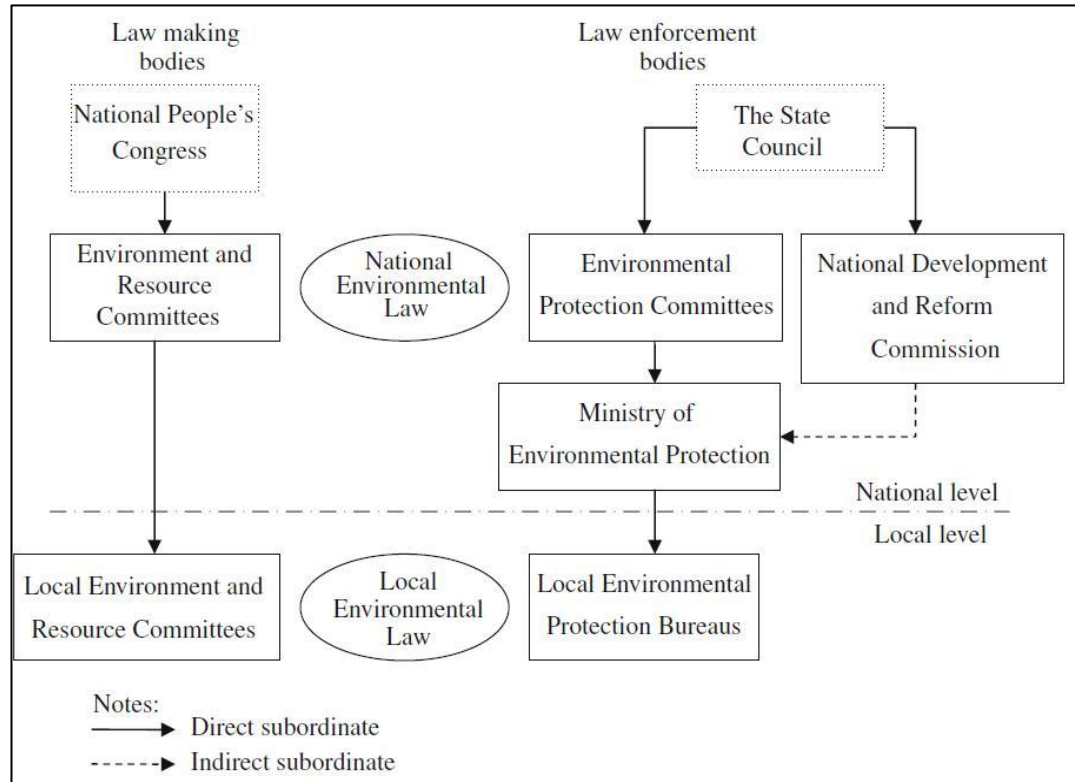 Law making
bodies
Law enforcement
bodies
National People's
Congress
The State
Council
Environment and
Resource
Committees
National
Environmental
Law
Environmental
Protection Committees
National Development
and Reform
Commission
Ministry of
Environmental Protection
National level
Local level
Local Environment and
Resource Committees
Local
Environmental
Law
Local Environmental
Protection Bureaus
Notes:
Direct subordinate
Indirect subordinate